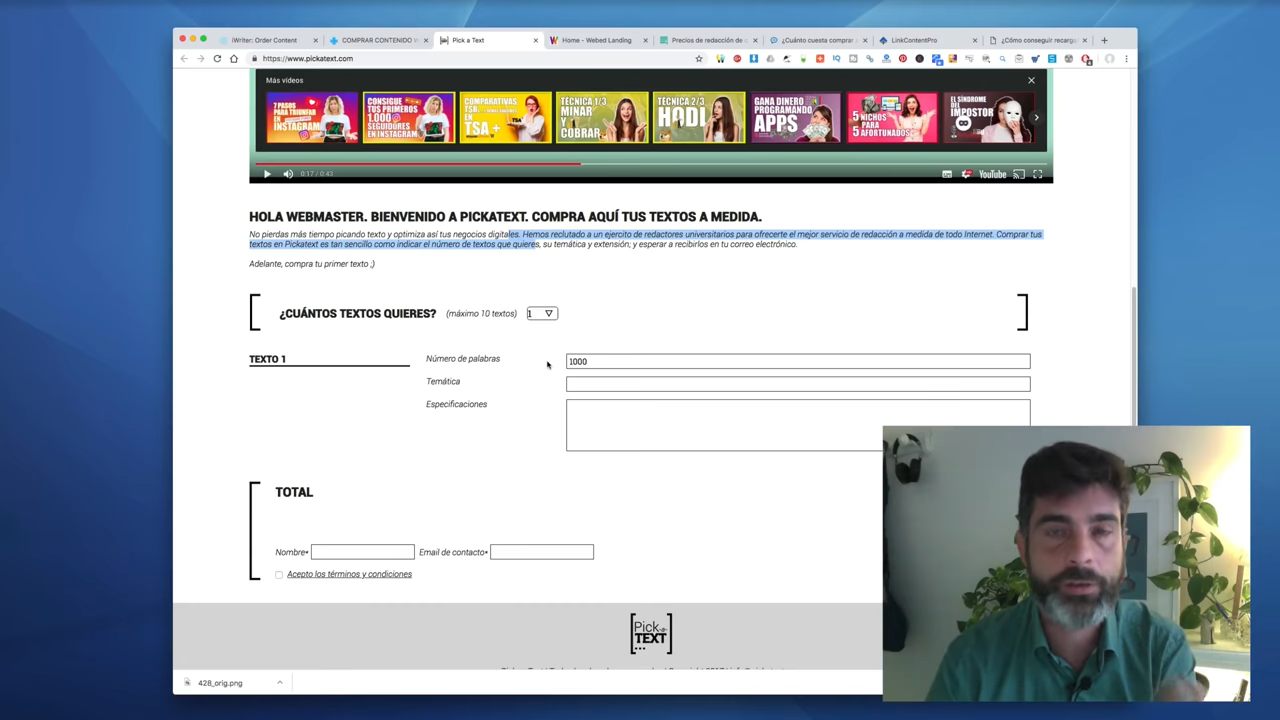 iWriter: Order Content
COMPRAR CONTENIDO W
Pick a Text
Home - Webed Landing
Precios de redacción de c
¿Cuánto cuesta comprar
LinkContentPro
¿Cómo conseguir recarg
https://www.pickatext.com
Más vídeos
7 PASOS PARA TRIUNFAR EN INSTAGRAM
CONSIGUE TUS PRIMEROS 1.000 SEGUIDORES EN INSTAGRAM
COMPARATIVAS TSR. EN TSA +
TÉCNICA 1/3 MINAR Y COBRAR
TÉCNICA 2/3 HODL
GANA DINERO PROGRAMANDO APPS
5 NICHOS PARA 5 AFORTUNADOS
EL SÍNDROME DEL IMPOSTOR
0:17 / 0:43
YouTube
HOLA WEBMASTER. BIENVENIDO A PICKATEXT. COMPRA AQUÍ TUS TEXTOS A MEDIDA.
No pierdas más tiempo picando texto y optimiza así tus negocios digitales. Hemos reclutado a un ejercito de redactores universitarios para ofrecerte el mejor servicio de redacción a medida de todo Internet. Comprar tus
textos en Pickatext es tan sencillo como indicar el número de textos que quieres, su temática y extensión; y esperar a recibirlos en tu correo electrónico.
Adelante, compra tu primer texto ;)
¿CUÁNTOS TEXTOS QUIERES? (máximo 10 textos) 1
TEXTO 1
Número de palabras 1000
Temática
Especificaciones
TOTAL
Nombre* Email de contacto*
Acepto los términos y condiciones
Pick a TEXT
428_orig.png